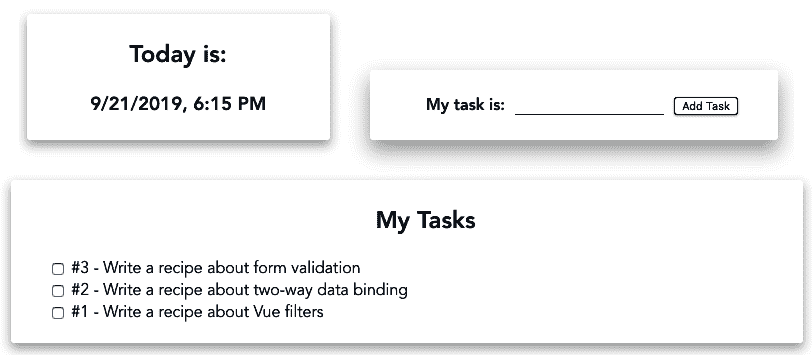 Today is:
9/21/2019, 6:15 PM
My task is:
Add Task
My Tasks
#3 - Write a recipe about form validation
#2 - Write a recipe about two-way data binding
#1 - Write a recipe about Vue filters